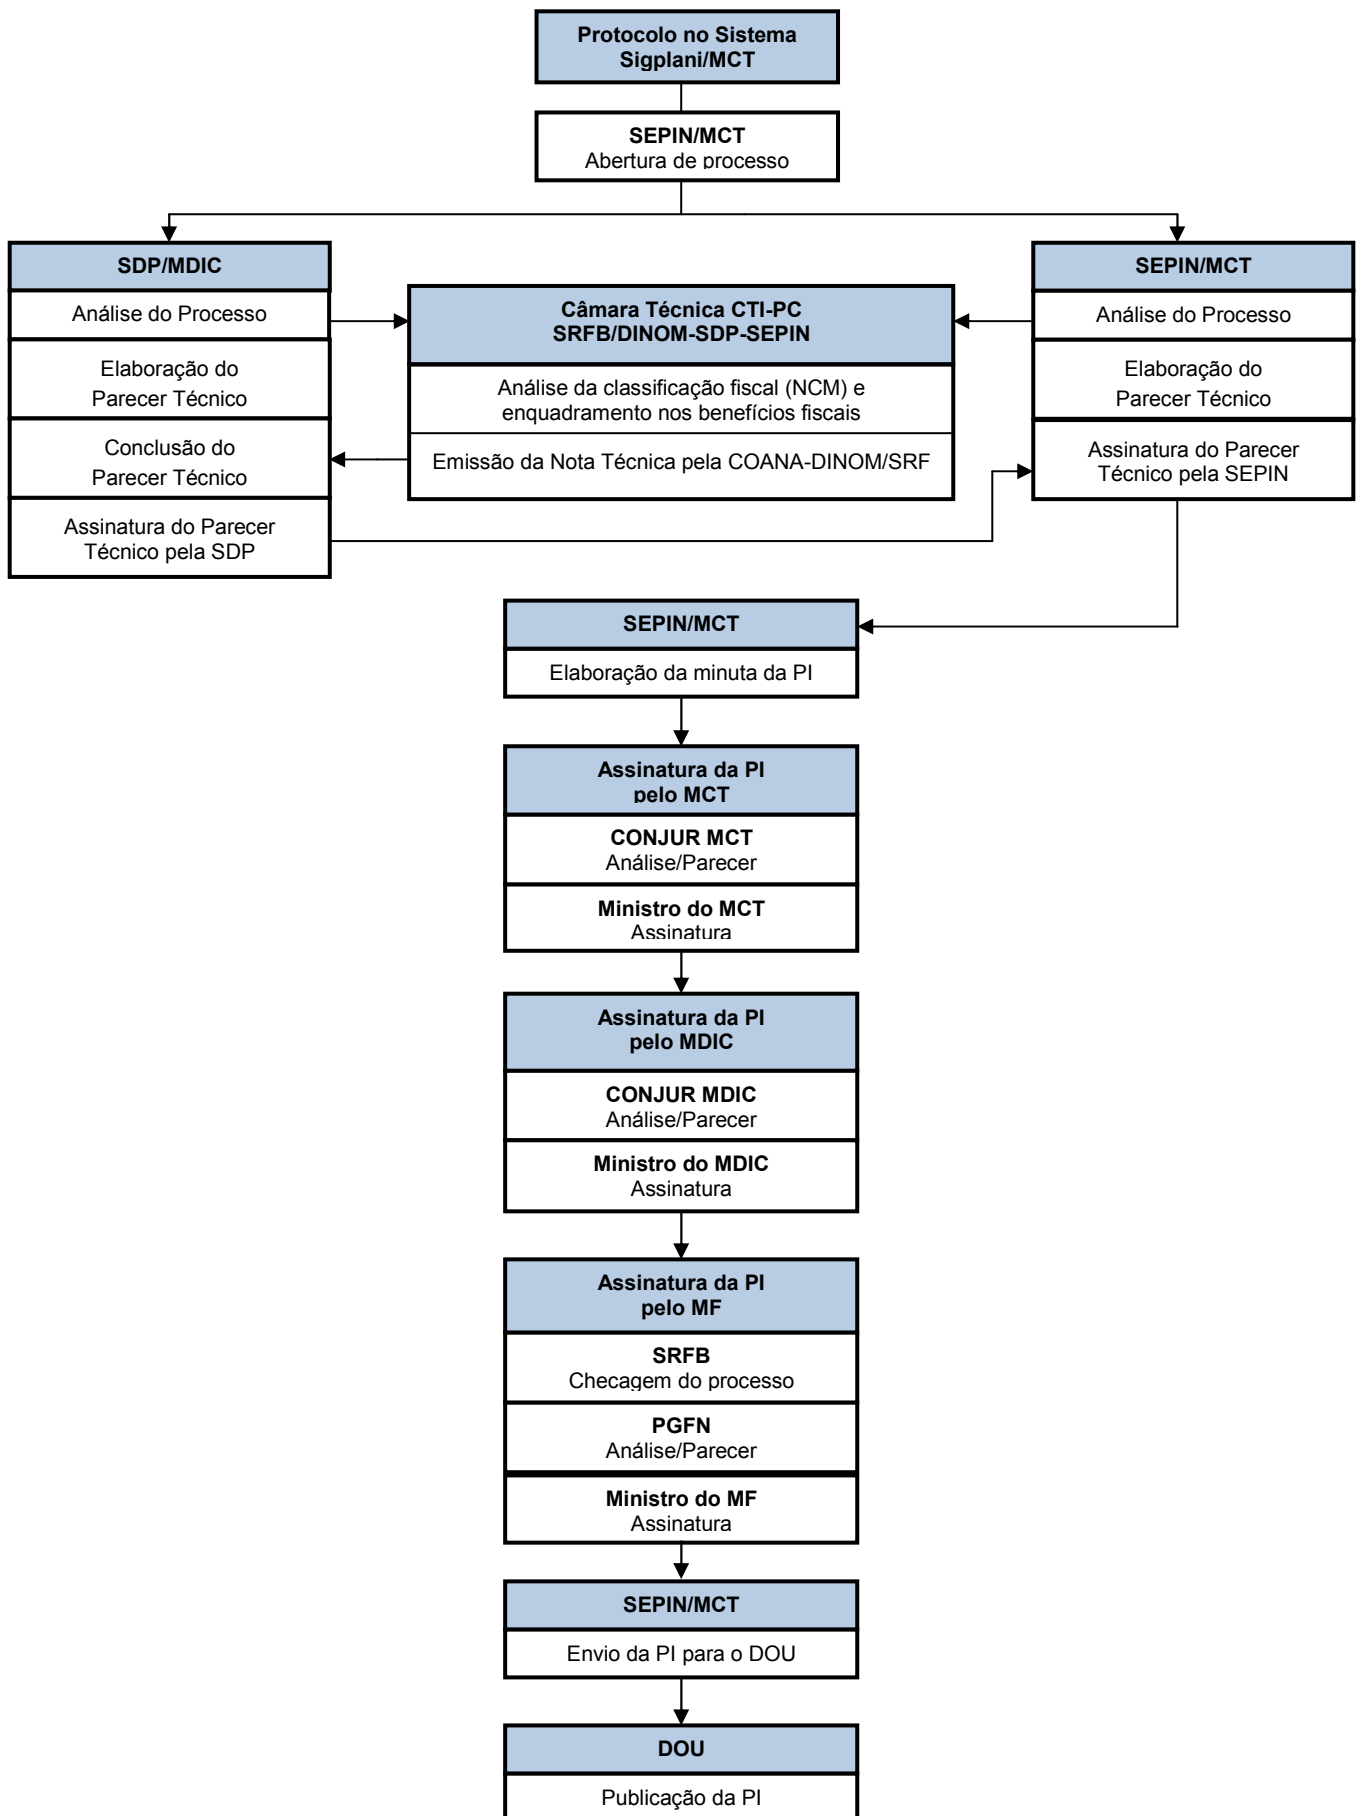 Protocolo no Sistema
Sigplani/MCT
SEPIN/MCT
Abertura de processo
SDP/MDIC
Análise do Processo
Elaboração do
Parecer Técnico
Conclusão do
Parecer Técnico
Assinatura do Parecer
Técnico pela SDP
Câmara Técnica CTI-PC
SRFB/DINOM-SDP-SEPIN
Análise da classificação fiscal (NCM) e
enquadramento nos benefícios fiscais
Emissão da Nota Técnica pela COANA-DINOM/SRF
SEPIN/MCT
Análise do Processo
Elaboração do
Parecer Técnico
Assinatura do Parecer
Técnico pela SEPIN
SEPIN/MCT
Elaboração da minuta da PI
Assinatura da PI
pelo MCT
CONJUR MCT
Análise/Parecer
Ministro do MCT
Assinatura
Assinatura da PI
pelo MDIC
CONJUR MDIC
Análise/Parecer
Ministro do MDIC
Assinatura
Assinatura da PI
pelo MF
SRFB
Checagem do processo
PGFN
Análise/Parecer
Ministro do MF
Assinatura
SEPIN/MCT
Envio da PI para o DOU
DOU
Publicação da PI